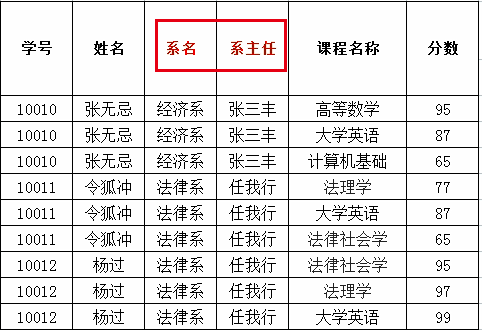 学号 姓名 系名 系主任 课程名称 分数
10010 张无忌 经济系 张三丰 高等数学 95
10010 张无忌 经济系 张三丰 大学英语 87
10010 张无忌 经济系 张三丰 计算机基础 65
10011 令狐冲 法律系 任我行 法理学 77
10011 令狐冲 法律系 任我行 大学英语 87
10011 令狐冲 法律系 任我行 法律社会学 65
10012 杨过 法律系 任我行 法律社会学 95
10012 杨过 法律系 任我行 法理学 97
10012 杨过 法律系 任我行 大学英语 99